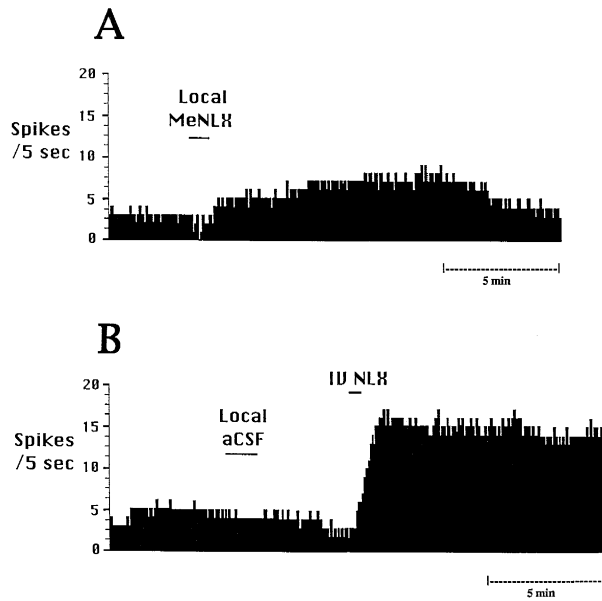 A
20
Local
MeNLX
15
Spikes
/5 sec
10
5
0
5 min
B
20
IV NLX
Local
aCSF
15
Spikes
/5 sec
10
5
0
5 min